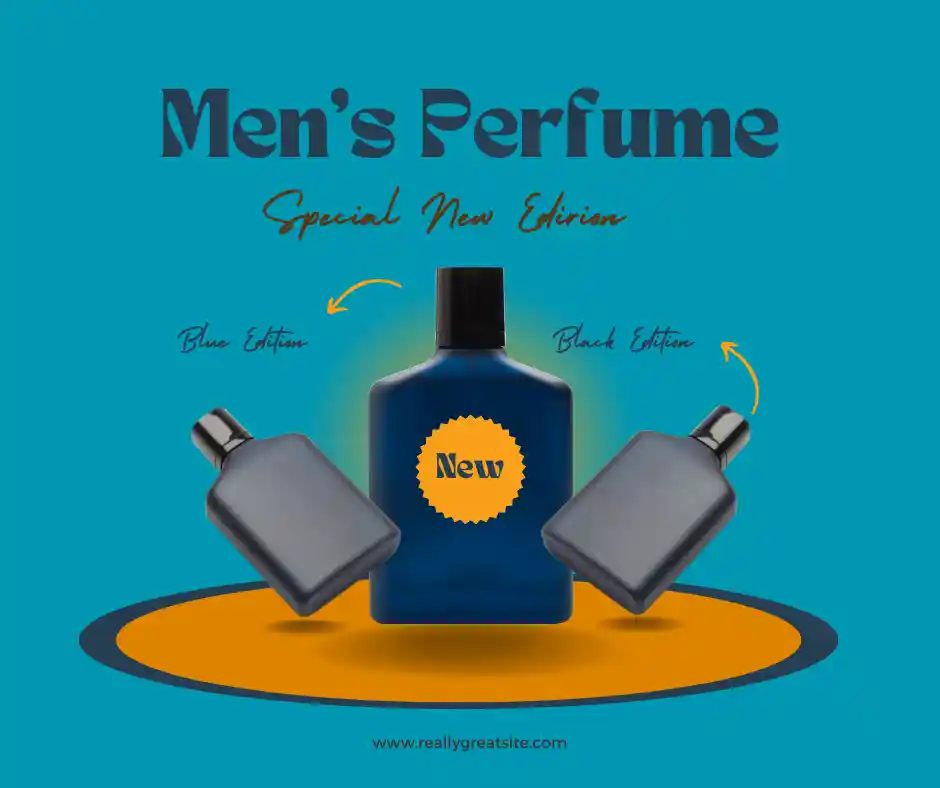 Men's Perfume
Special New Edirion
Blue Edition
Black Edition
New
www.reallygreatsite.com